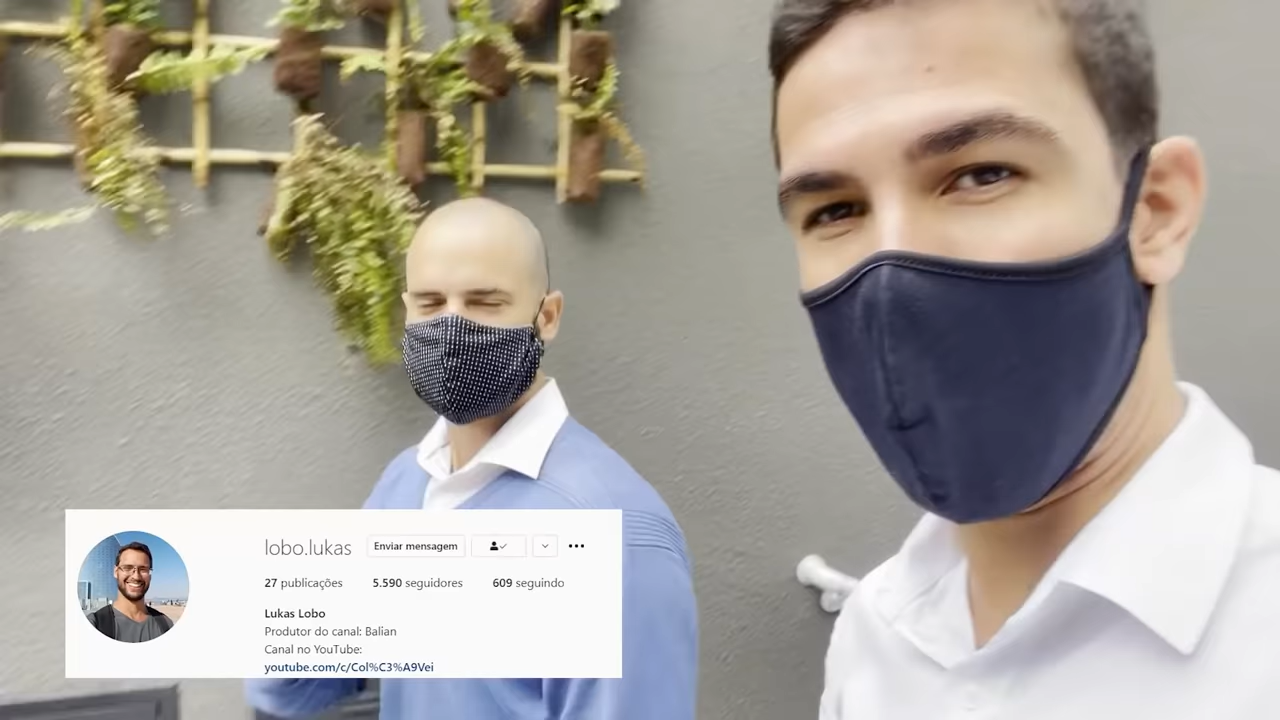 lobo.lukas Enviar mensagem
27 publicações 5.590 seguidores 609 seguindo
Lukas Lobo
Produtor do canal: Balian
Canal no YouTube:
youtube.com/c/Col%C3%A9Vei